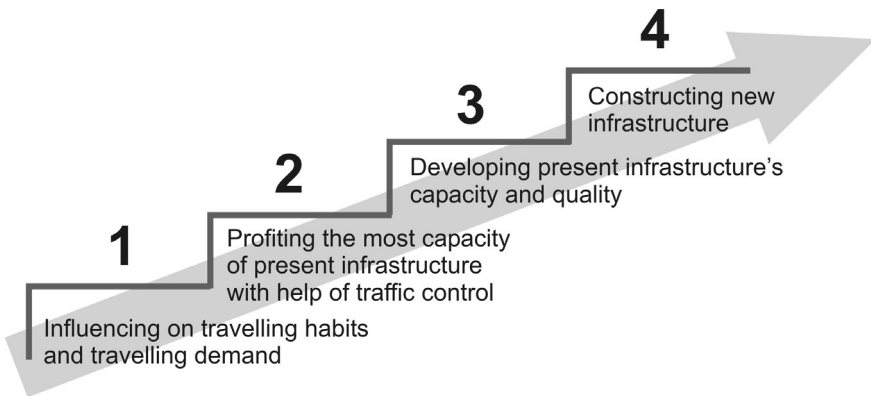 1
Influencing on travelling habits
and travelling demand
2
Profiting the most capacity
of present infrastructure
with help of traffic control
3
Developing present infrastructure’s
capacity and quality
4
Constructing new
infrastructure